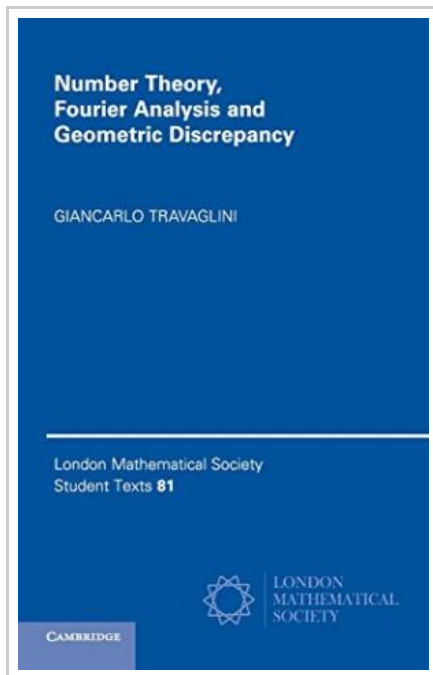 Number Theory,
Fourier Analysis and
Geometric Discrepancy
GIANCARLO TRAVAGLINI
London Mathematical Society
Student Texts 81
LONDON
MATHEMATICAL
SOCIETY
CAMBRIDGE